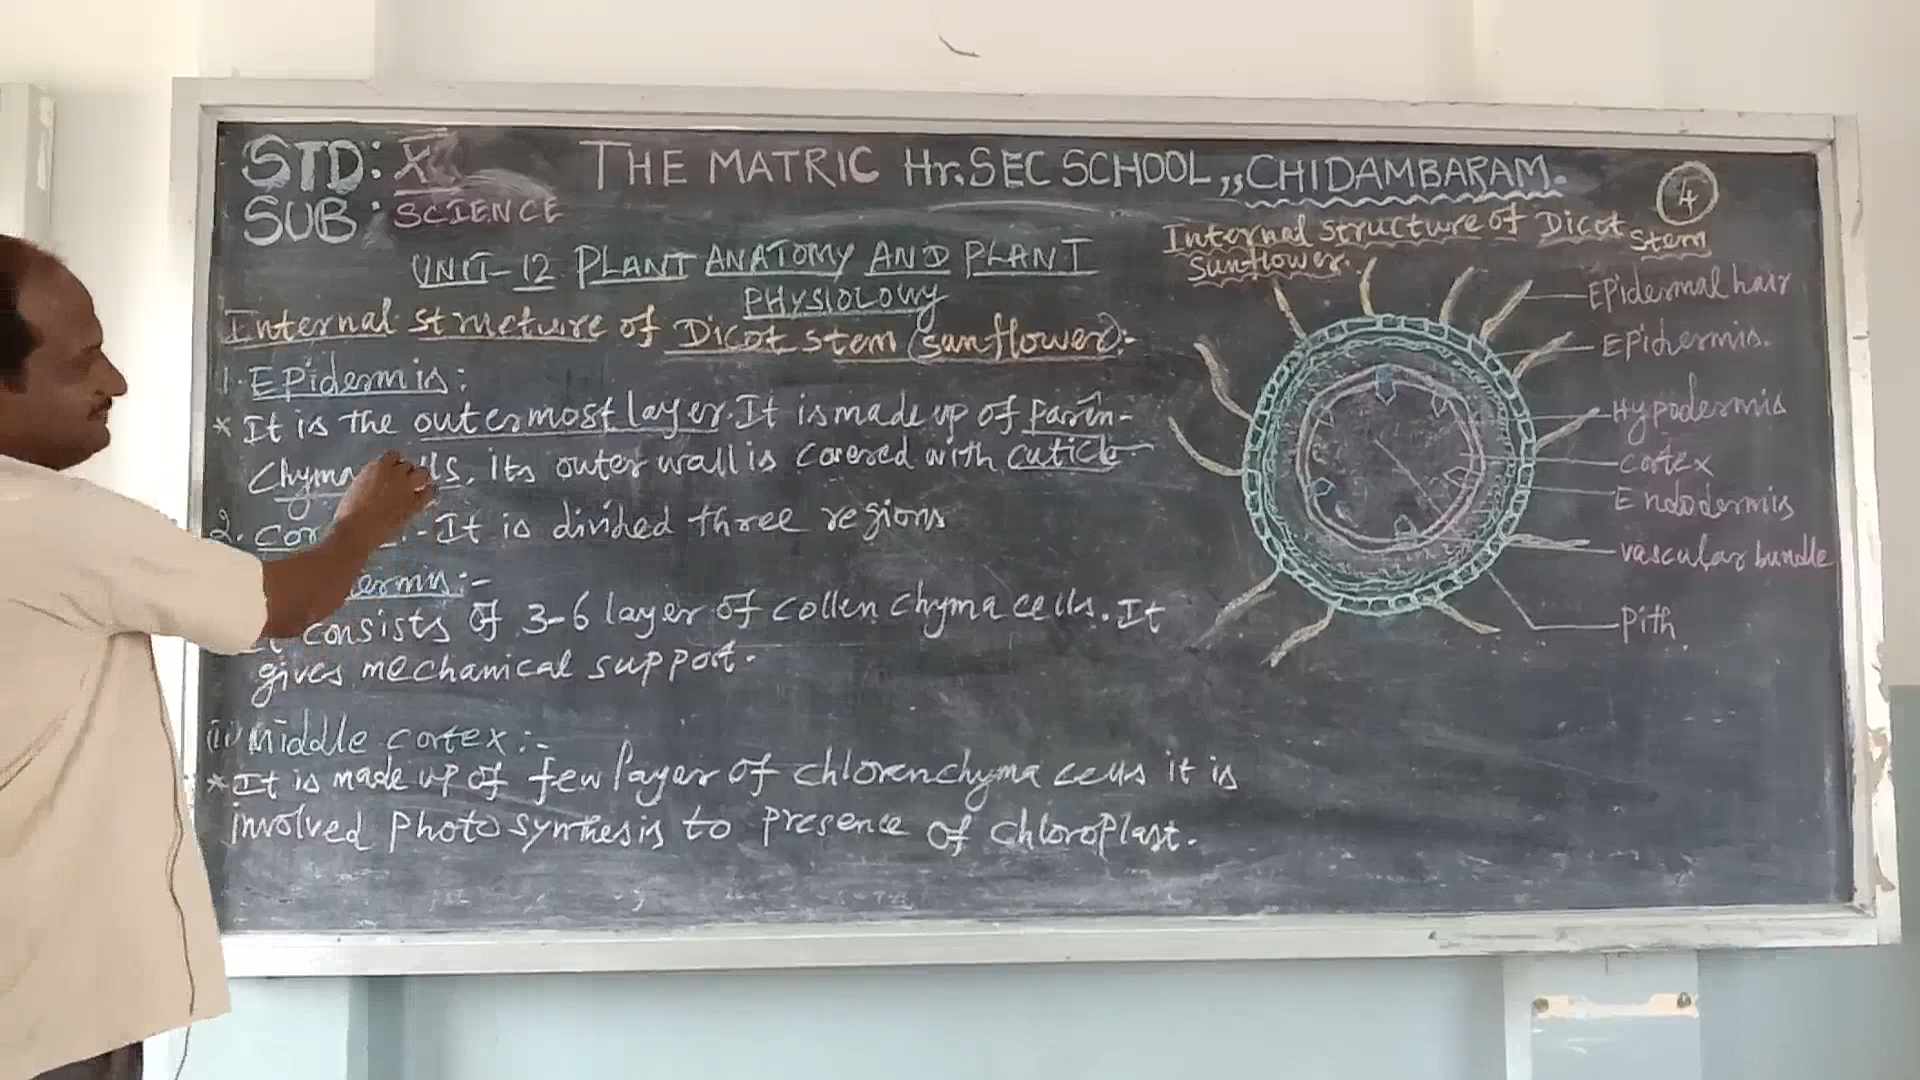 STD: X
THE MATRIC Hr.SEC SCHOOL,,CHIDAMBARAM.
SUB: SCIENCE
4
UNIT-12 PLANT ANATOMY AND PLANT
PHYSIOLOWY
Internal structure of Dicot stem (sunflower):-
1. Epidermis:
* It is the outermost layer. It is made up of Parin-
cells, its outer wall is covered with cuticle
2. :-It is divided three regions
:-
consists of 3-6 layer of collenchyma cells. It
gives mechanical support.
(ii) Middle cortex:-
* It is made up of few layer of chlorenchyma cells it is
involved photosynthesis to presence of chloroplast.
Internal structure of Dicot Stem
Sunflower.
Epidermal hair
Epidermis.
Hypodermis
cortex
Endodermis
vascular bundle
Pith